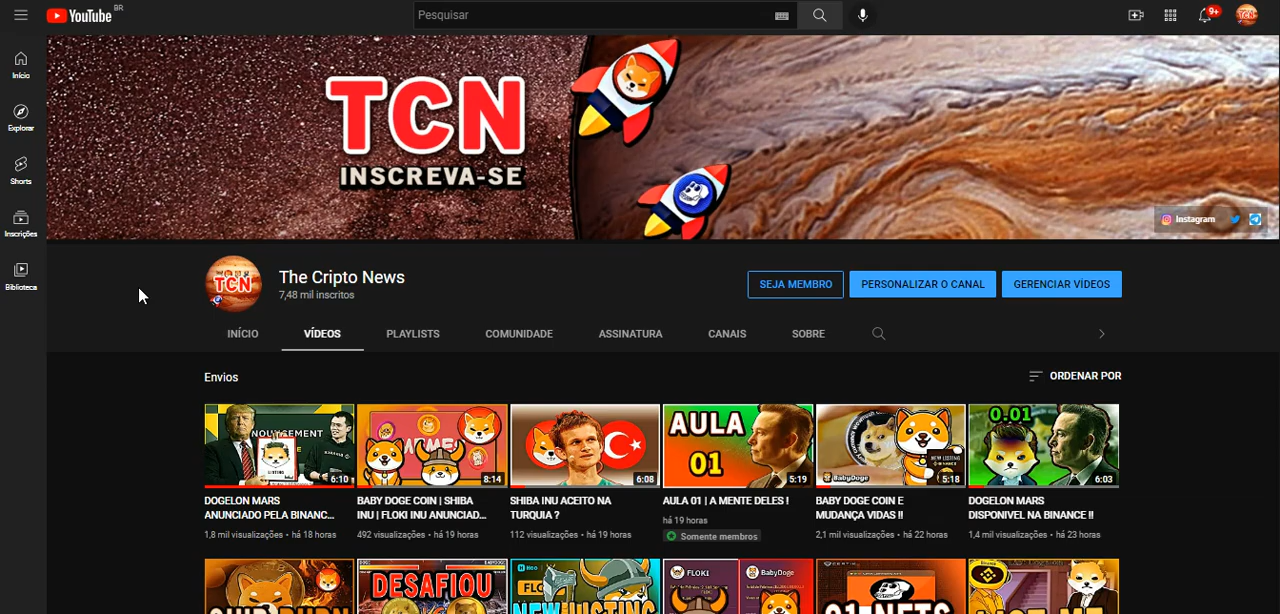 YouTube BR
Pesquisar
9+
TCN
Início
Explorar
Shorts
Inscrições
Biblioteca
TCN
INSCREVA-SE
Instagram
TCN
The Cripto News
7,48 mil inscritos
SEJA MEMBRO
PERSONALIZAR O CANAL
GERENCIAR VÍDEOS
INÍCIO
VÍDEOS
PLAYLISTS
COMUNIDADE
ASSINATURA
CANAIS
SOBRE
Envios
ORDENAR POR
6:10
8:14
6:08
AULA
01
5:19
BabyDoge
NEW LISTING
5:18
0.01
6:03
DOGELON MARS
ANUNCIADO PELA BINANC...
1,8 mil visualizações • há 18 horas
BABY DOGE COIN | SHIBA
INU | FLOKI INU ANUNCIAD...
492 visualizações • há 19 horas
SHIBA INU ACEITO NA
TURQUIA ?
112 visualizações • há 19 horas
AULA 01 | A MENTE DELES !
há 19 horas
Somente membros
BABY DOGE COIN E
MUDANÇA VIDAS !!
2,1 mil visualizações • há 22 horas
DOGELON MARS
DISPONIVEL NA BINANCE !!
1,4 mil visualizações • há 23 horas
DESAFIOU
FLOKI
BabyDoge